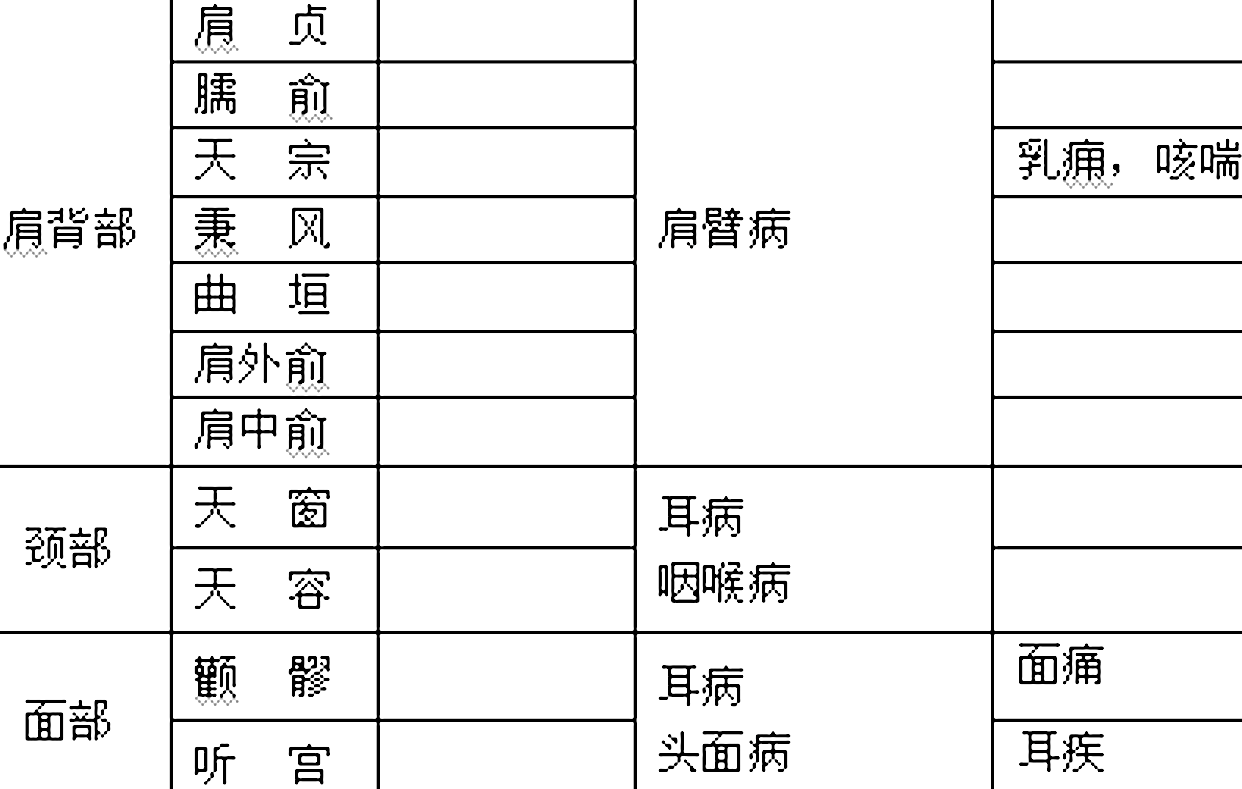 肩 贞
臑 俞
天 宗
乳痈，咳喘
肩背部
秉 风
肩臂病
曲 垣
肩外俞
肩中俞
颈部
天 窗
天 容
耳病
咽喉病
面部
颧 髎
听 宫
耳病
头面病
面痛
耳疾